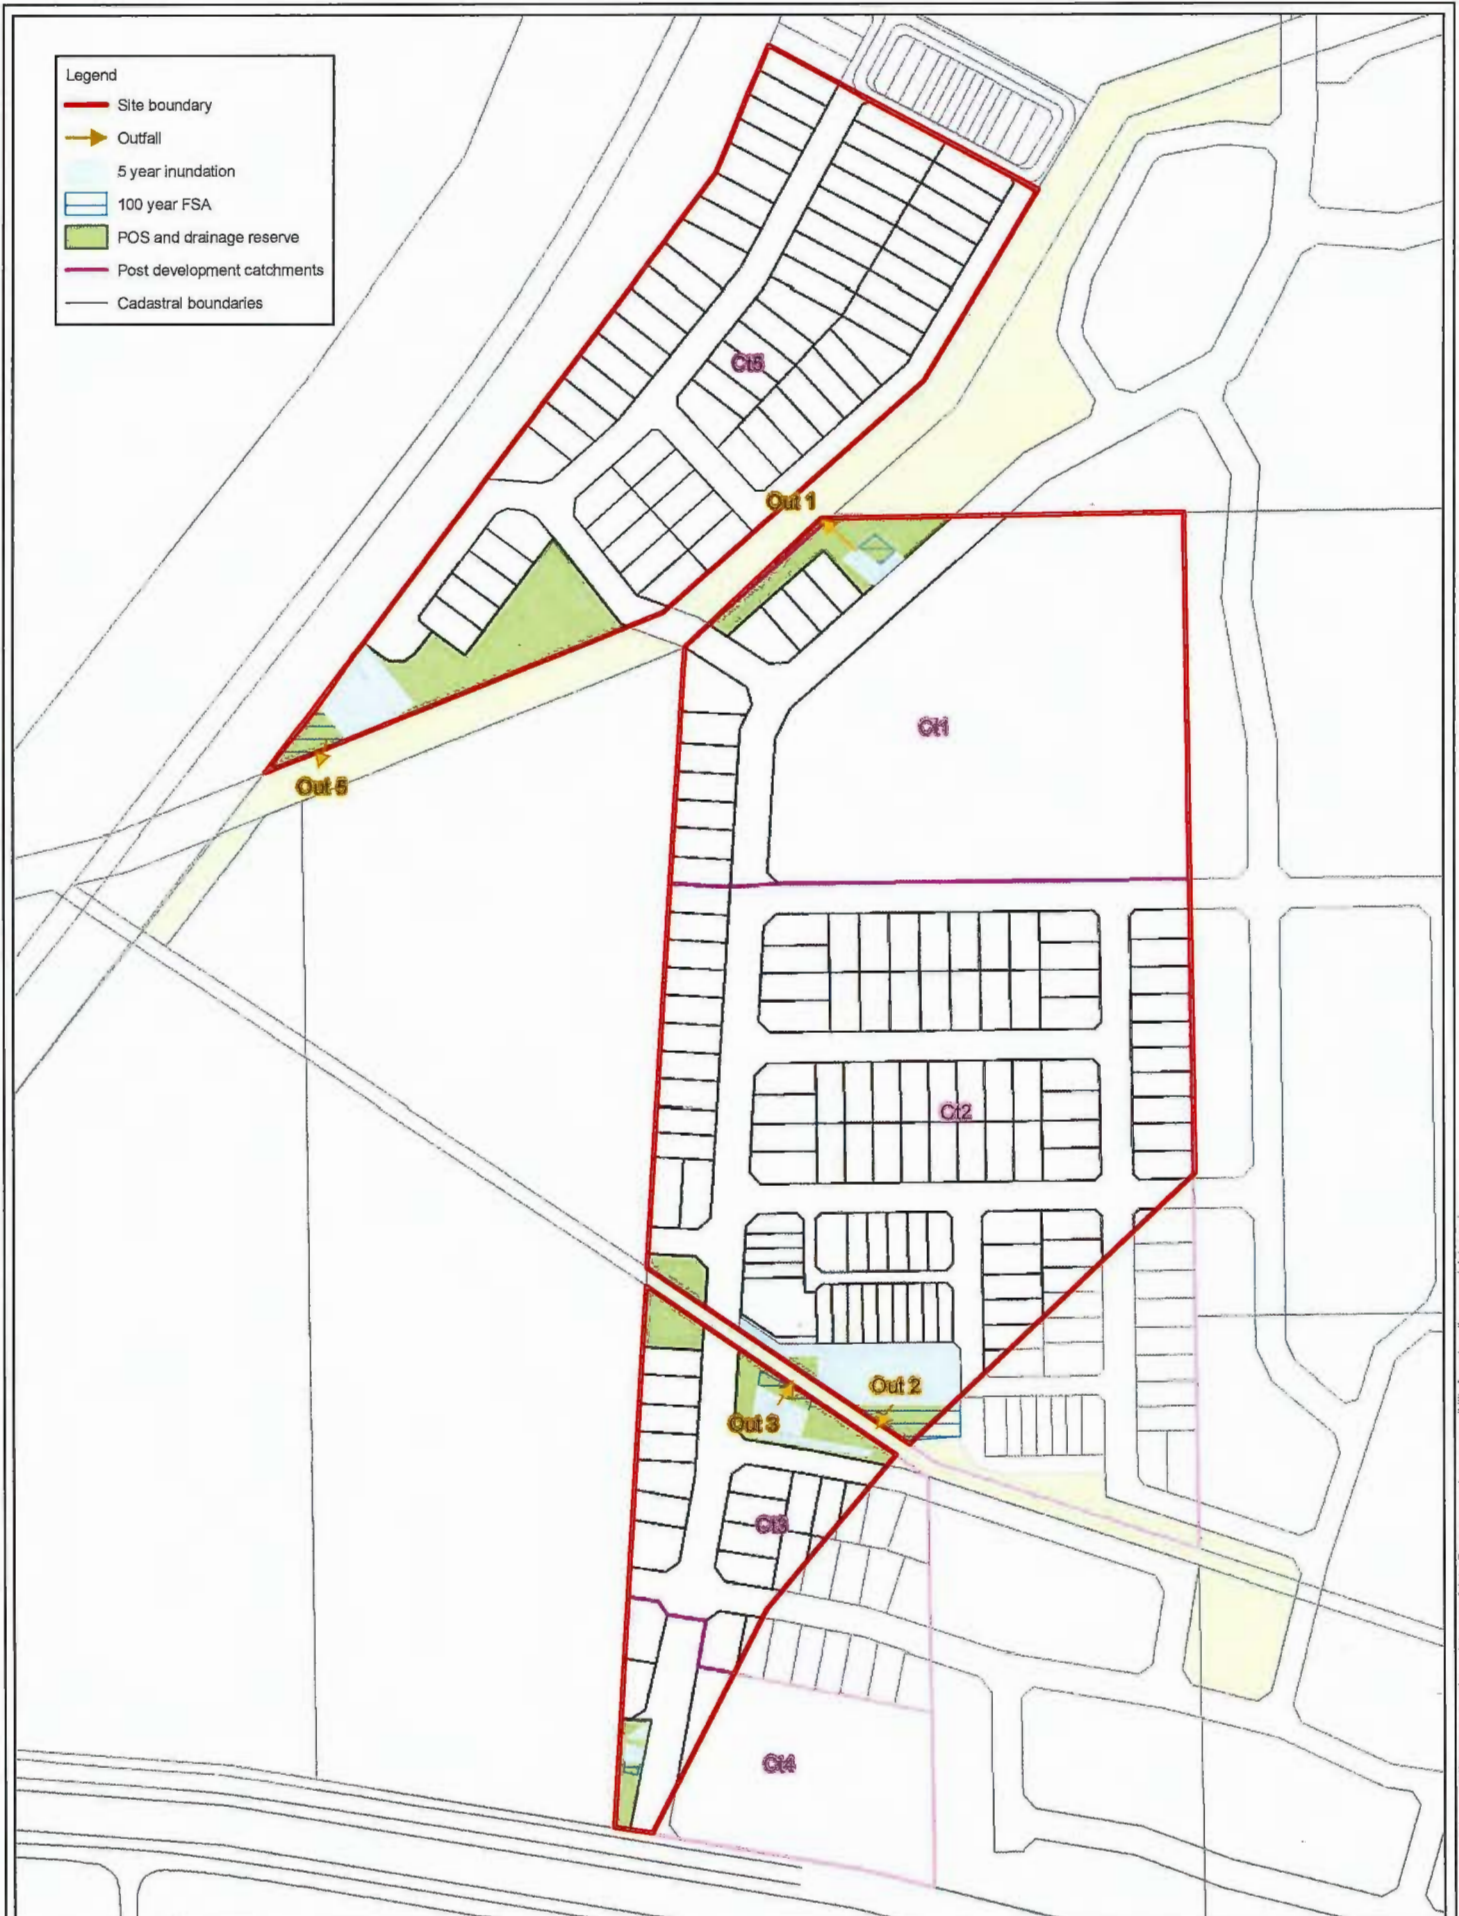 Legend
Site boundary
Outfall
5 year inundation
100 year FSA
POS and drainage reserve
Post development catchments
Cadastral boundaries
Ct5
Out 1
Ct1
Out 5
Ct2
Out 2
Out 3
Ct3
Ct4